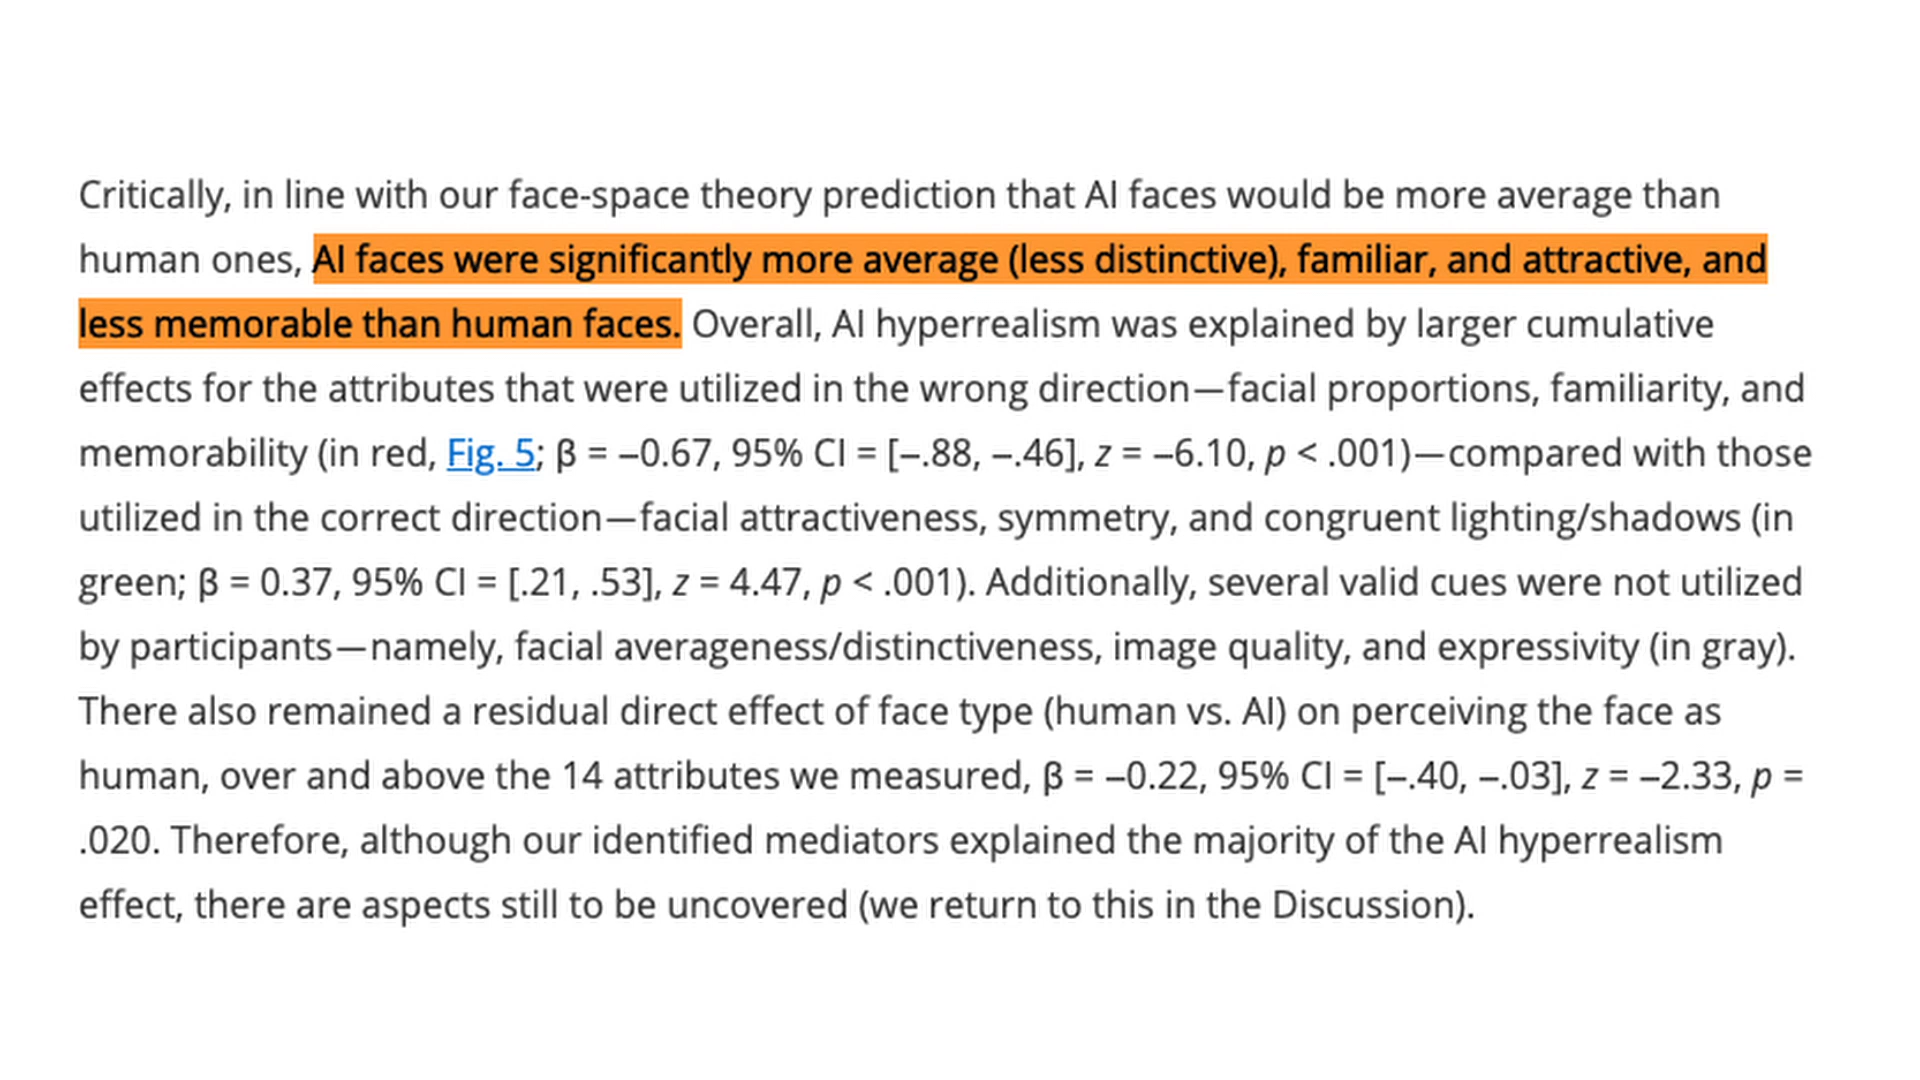 Critically, in line with our face-space theory prediction that AI faces would be more average than
human ones, AI faces were significantly more average (less distinctive), familiar, and attractive, and
less memorable than human faces. Overall, AI hyperrealism was explained by larger cumulative
effects for the attributes that were utilized in the wrong direction—facial proportions, familiarity, and
memorability (in red, Fig. 5; β = –0.67, 95% CI = [–.88, –.46], z = –6.10, p < .001)—compared with those
utilized in the correct direction—facial attractiveness, symmetry, and congruent lighting/shadows (in
green; β = 0.37, 95% CI = [.21, .53], z = 4.47, p < .001). Additionally, several valid cues were not utilized
by participants—namely, facial averageness/distinctiveness, image quality, and expressivity (in gray).
There also remained a residual direct effect of face type (human vs. AI) on perceiving the face as
human, over and above the 14 attributes we measured, β = –0.22, 95% CI = [–.40, –.03], z = –2.33, p =
.020. Therefore, although our identified mediators explained the majority of the AI hyperrealism
effect, there are aspects still to be uncovered (we return to this in the Discussion).